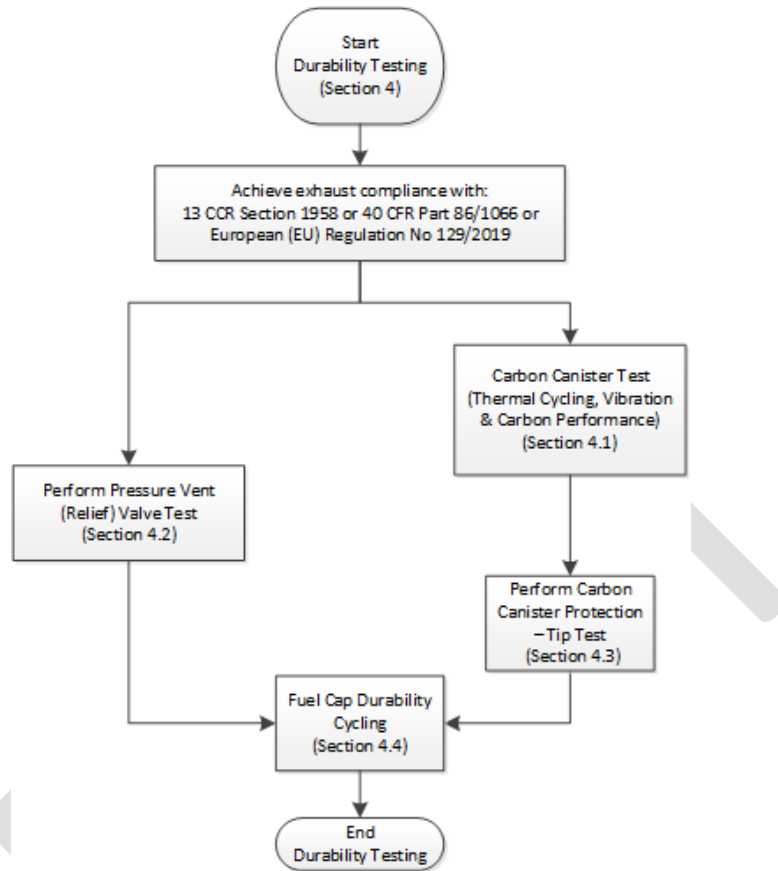 Start
Durability Testing
(Section 4)
Achieve exhaust compliance with:
13 CCR Section 1958 or 40 CFR Part 86/1066 or
European (EU) Regulation No 129/2019
Carbon Canister Test
(Thermal Cycling, Vibration
& Carbon Performance)
(Section 4.1)
Perform Pressure Vent
(Relief) Valve Test
(Section 4.2)
Perform Carbon
Canister Protection
– Tip Test
(Section 4.3)
Fuel Cap Durability
Cycling
(Section 4.4)
End
Durability Testing